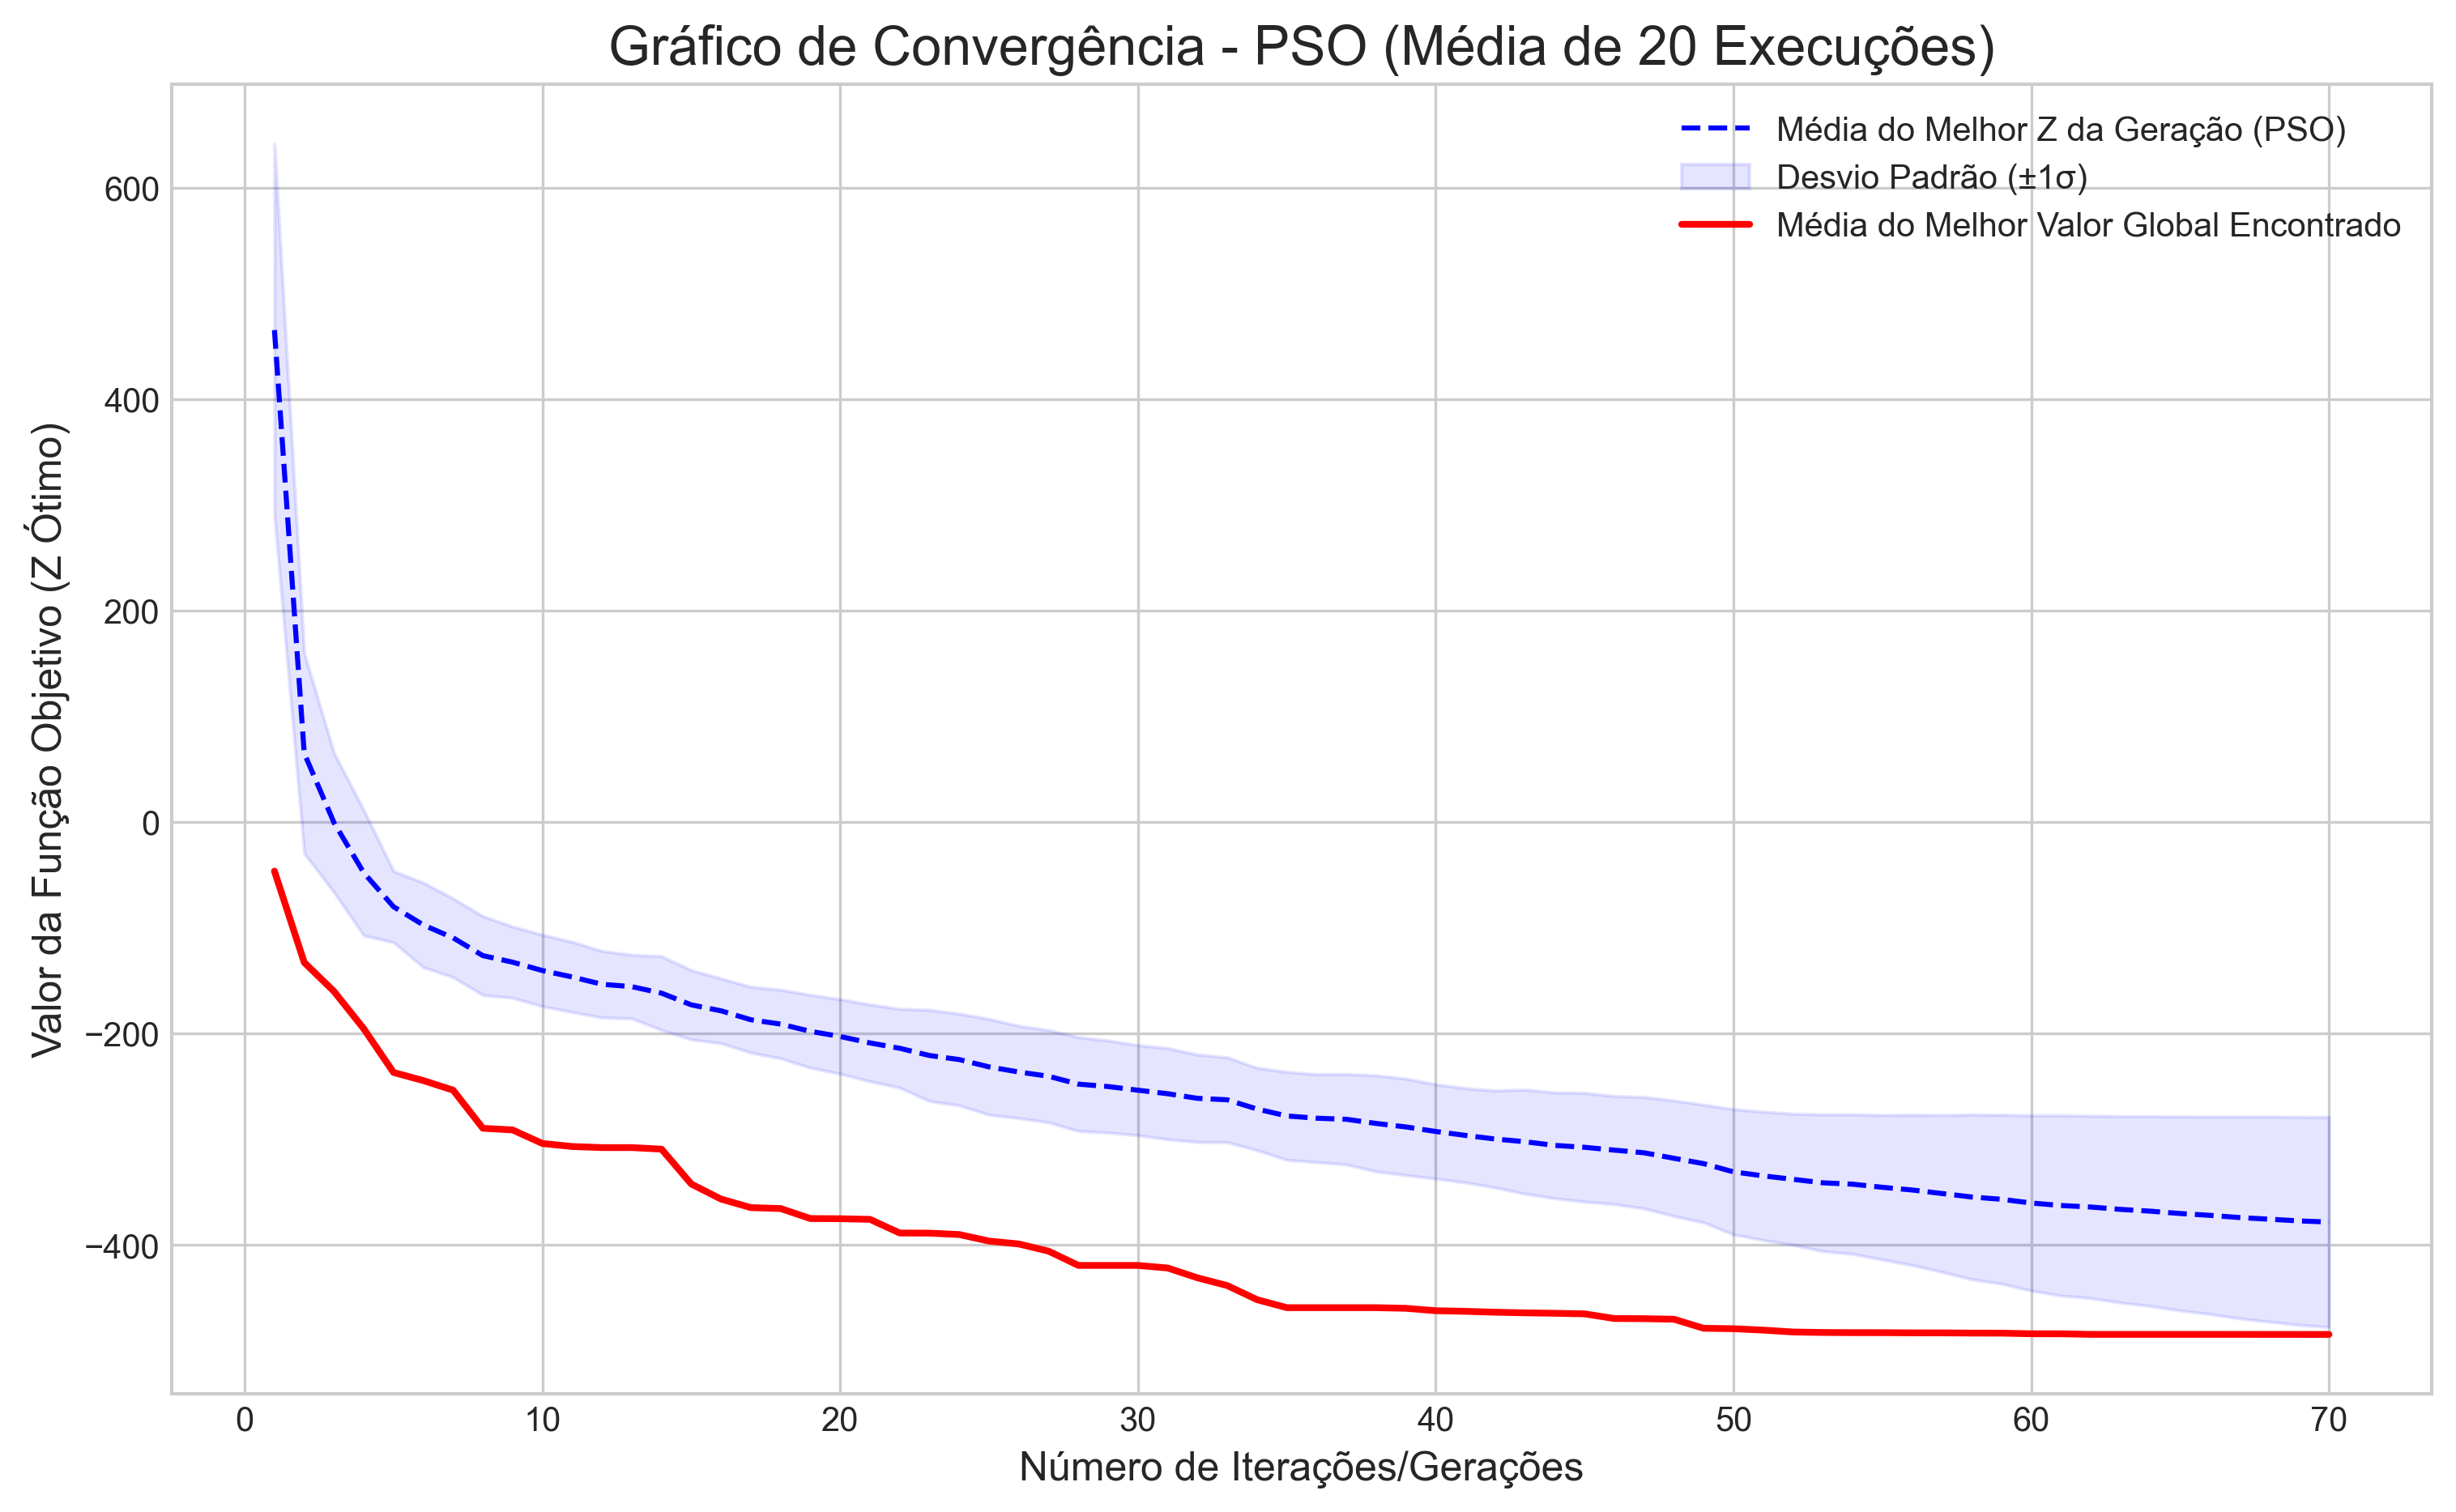 Gráfico de Convergência - PSO (Média de 20 Execuções)
Média do Melhor Z da Geração (PSO)
Desvio Padrão (±1σ)
Média do Melhor Valor Global Encontrado
Valor da Função Objetivo (Z Ótimo)
600
400
200
0
−200
−400
0 10 20 30 40 50 60 70
Número de Iterações/Gerações